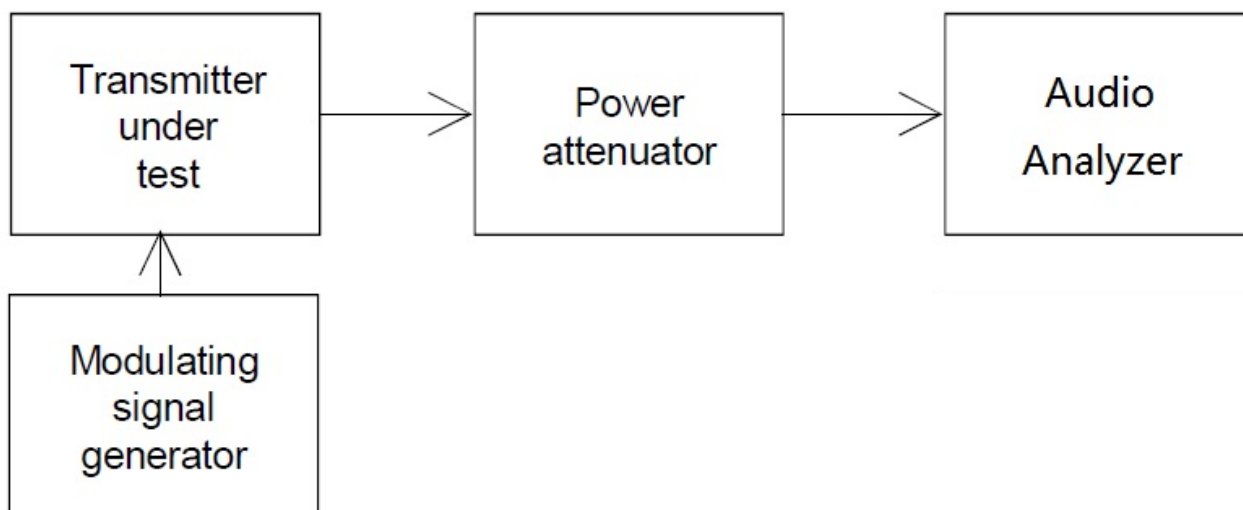 Transmitter
under
test
Power
attenuator
Audio
Analyzer
Modulating
signal
generator